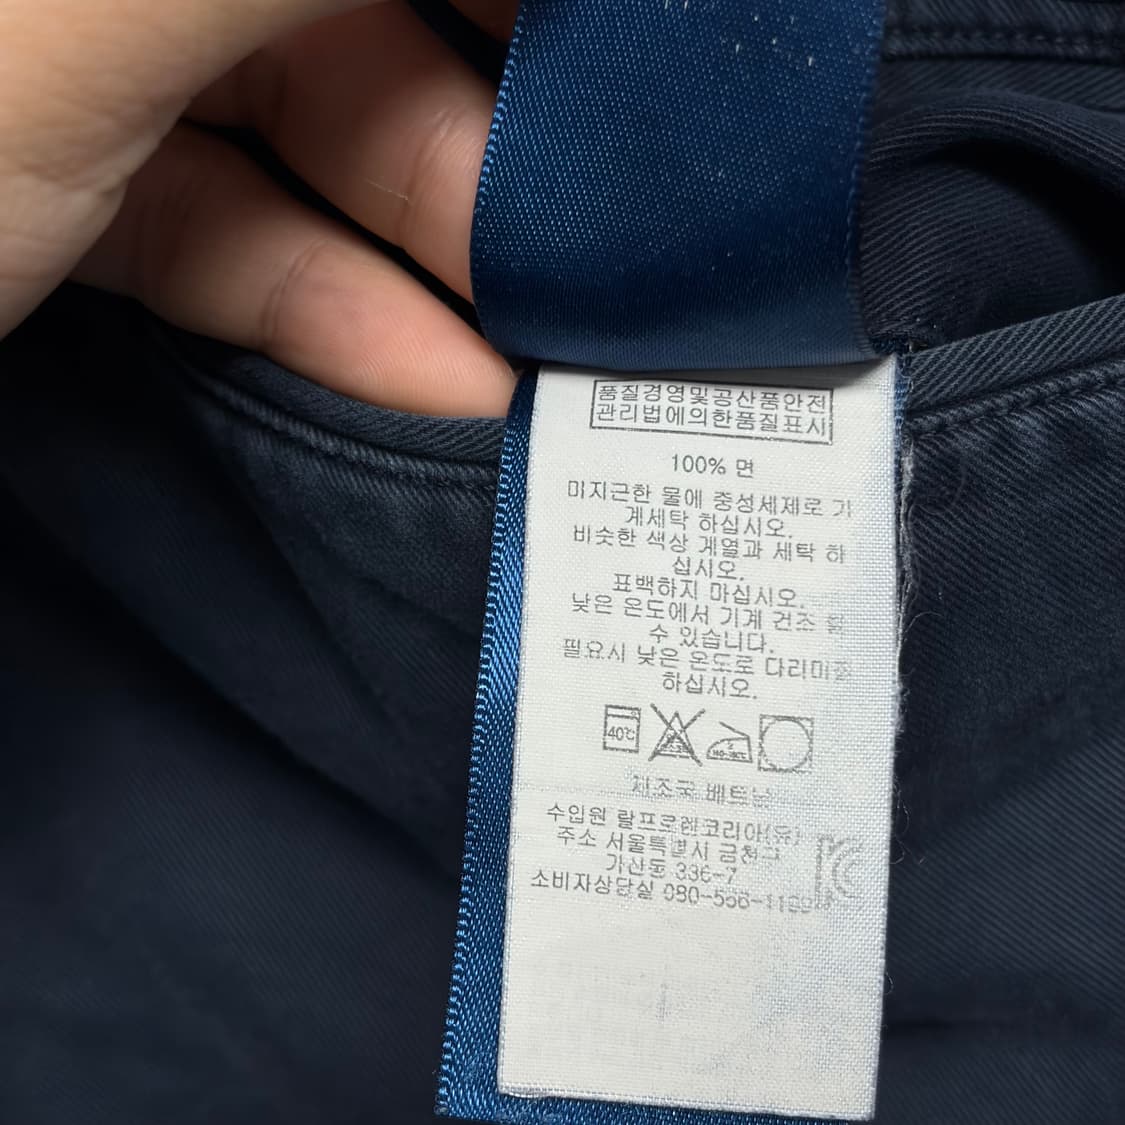 품질경영및공산품안전
관리법에의한품질표시
100% 면
미지근한 물에 중성세제로 기
계세탁 하십시오.
비슷한 색상 계열과 세탁 하
십시오.
표백하지 마십시오.
낮은 온도에서 기계 건조 할
수 있습니다.
필요시 낮은 온도로 다리미질
하십시오.
40℃
제조국 베트남
수입원 랄프로렌코리아(유)
주소 서울특별시 금천구
가산동 336-7
소비자상담실